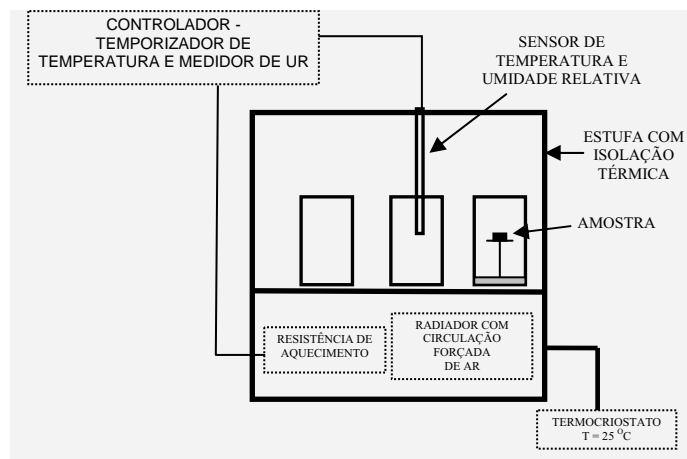 CONTROLADOR -
TEMPORIZADOR DE
TEMPERATURA E MEDIDOR DE UR
SENSOR DE
TEMPERATURA E
UMIDADE RELATIVA
ESTUFA COM
ISOLAÇÃO
TÉRMICA
AMOSTRA
RESISTÊNCIA DE
AQUECIMENTO
RADIADOR COM
CIRCULAÇÃO
FORÇADA
DE AR
TERMOCRIOSTATO
T = 25 °C